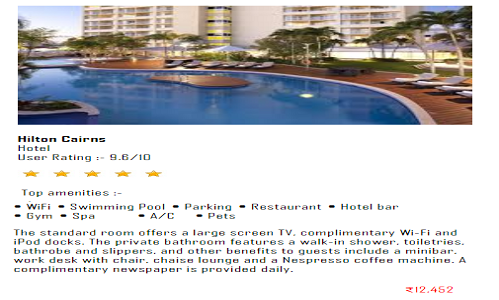 Hilton Cairns
Hotel
User Rating :- 9.6/10
Top amenities :-
• WiFi • Swimming Pool • Parking • Restaurant • Hotel bar
• Gym • Spa • A/C • Pets
The standard room offers a large screen TV, complimentary Wi-Fi and
iPod docks. The private bathroom features a walk-in shower, toiletries,
bathrobe and slippers, and other benefits to guests include a minibar,
work desk with chair, chaise lounge and a Nespresso coffee machine. A
complimentary newspaper is provided daily.
₹12,452